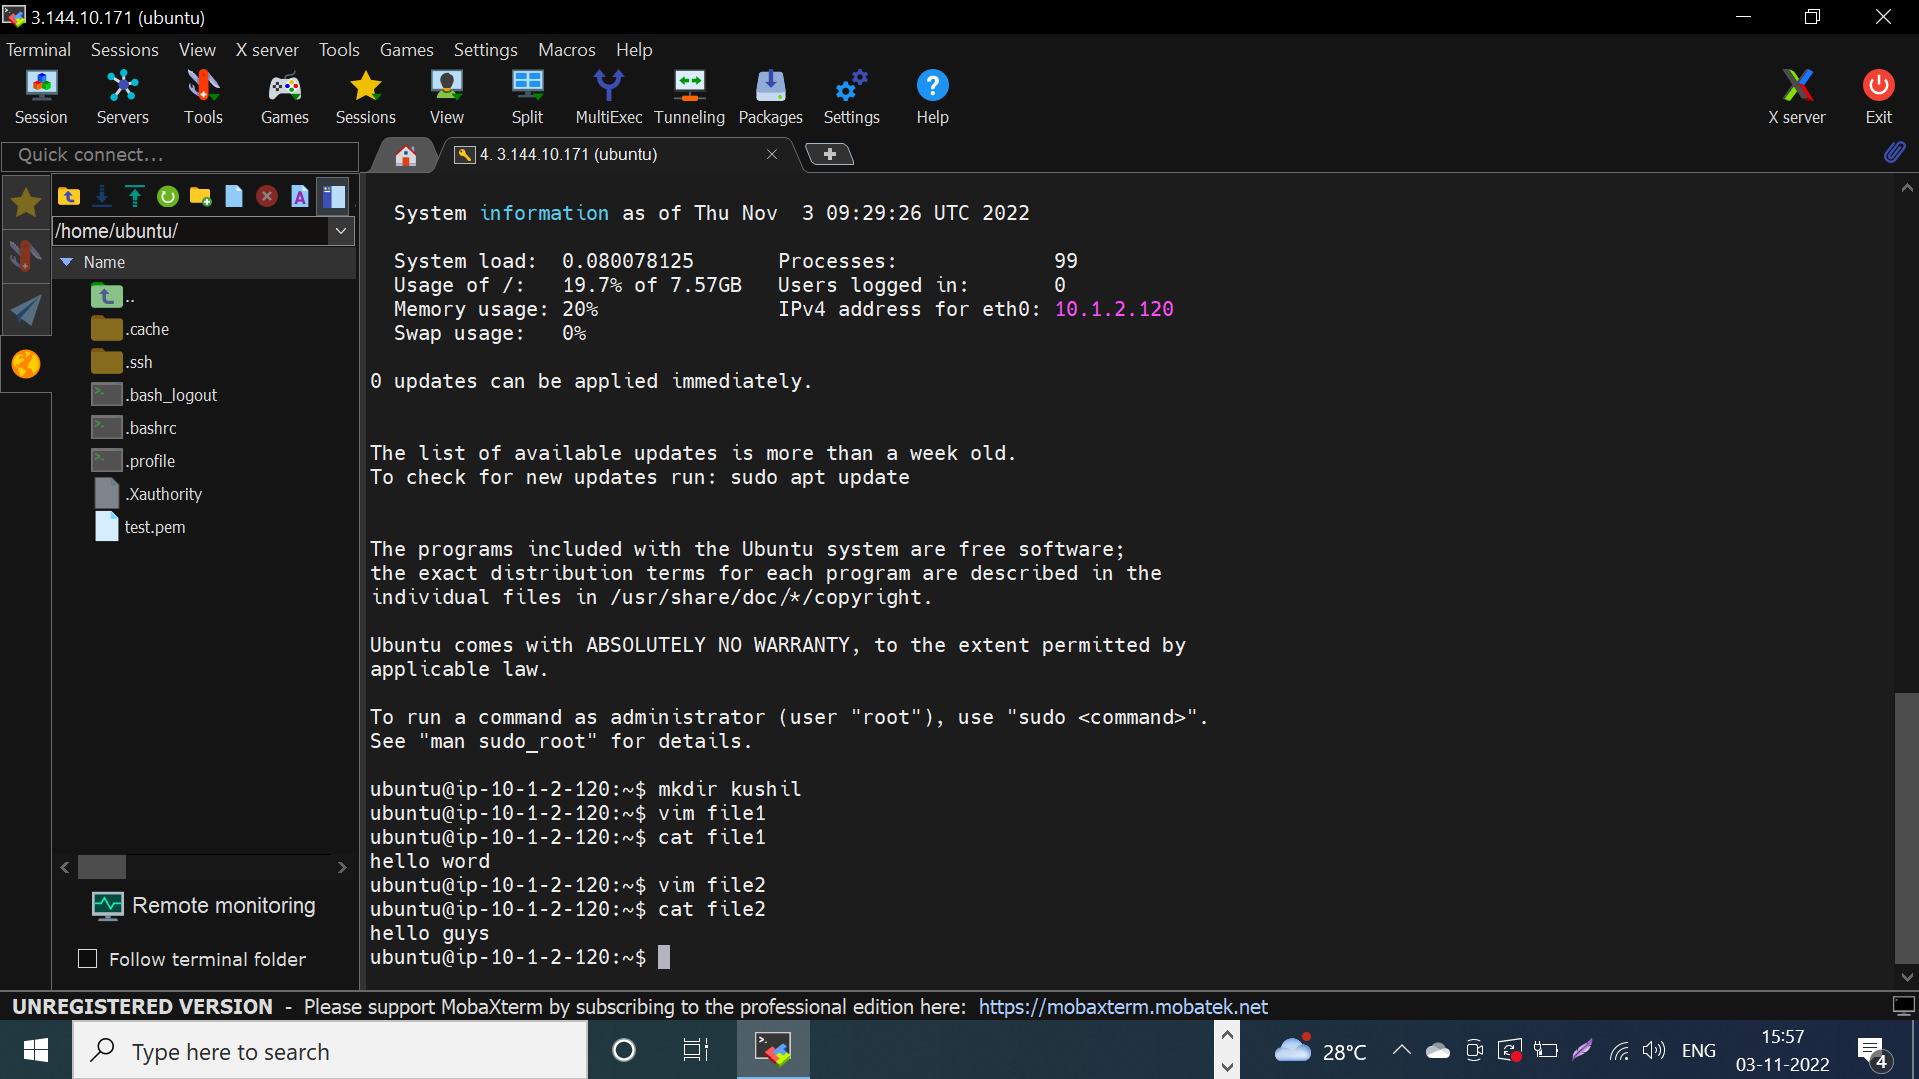 3.144.10.171 (ubuntu)
Terminal Sessions View X server Tools Games Settings Macros Help
Session Servers Tools Games Sessions View Split MultiExec Tunneling Packages Settings Help X server Exit
Quick connect...
4. 3.144.10.171 (ubuntu)
/home/ubuntu/
Name
..
.cache
.ssh
.bash_logout
.bashrc
.profile
.Xauthority
test.pem
Remote monitoring
Follow terminal folder
System information as of Thu Nov  3 09:29:26 UTC 2022
System load:  0.080078125       Processes:             99
Usage of /:   19.7% of 7.57GB   Users logged in:       0
Memory usage: 20%               IPv4 address for eth0: 10.1.2.120
Swap usage:   0%
0 updates can be applied immediately.
The list of available updates is more than a week old.
To check for new updates run: sudo apt update
The programs included with the Ubuntu system are free software;
the exact distribution terms for each program are described in the
individual files in /usr/share/doc/*/copyright.
Ubuntu comes with ABSOLUTELY NO WARRANTY, to the extent permitted by
applicable law.
To run a command as administrator (user "root"), use "sudo <command>".
See "man sudo_root" for details.
ubuntu@ip-10-1-2-120:~$ mkdir kushil
ubuntu@ip-10-1-2-120:~$ vim file1
ubuntu@ip-10-1-2-120:~$ cat file1
hello word
ubuntu@ip-10-1-2-120:~$ vim file2
ubuntu@ip-10-1-2-120:~$ cat file2
hello guys
ubuntu@ip-10-1-2-120:~$
UNREGISTERED VERSION - Please support MobaXterm by subscribing to the professional edition here: https://mobaxterm.mobatek.net
Type here to search
28°C
ENG
15:57
03-11-2022
4